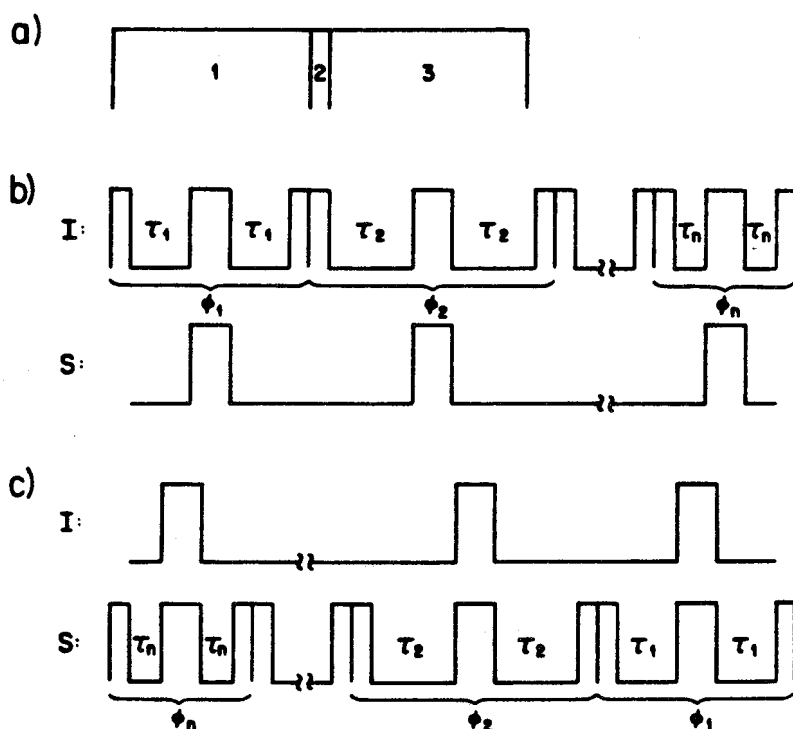 a)
1 2 3
b)
I: τ₁ τ₁ τ₂ τ₂ τₙ τₙ
ϕ₁ ϕ₂ ϕₙ
S:
c)
I:
S: τₙ τₙ τ₂ τ₂ τ₁ τ₁
ϕₙ ϕ₂ ϕ₁